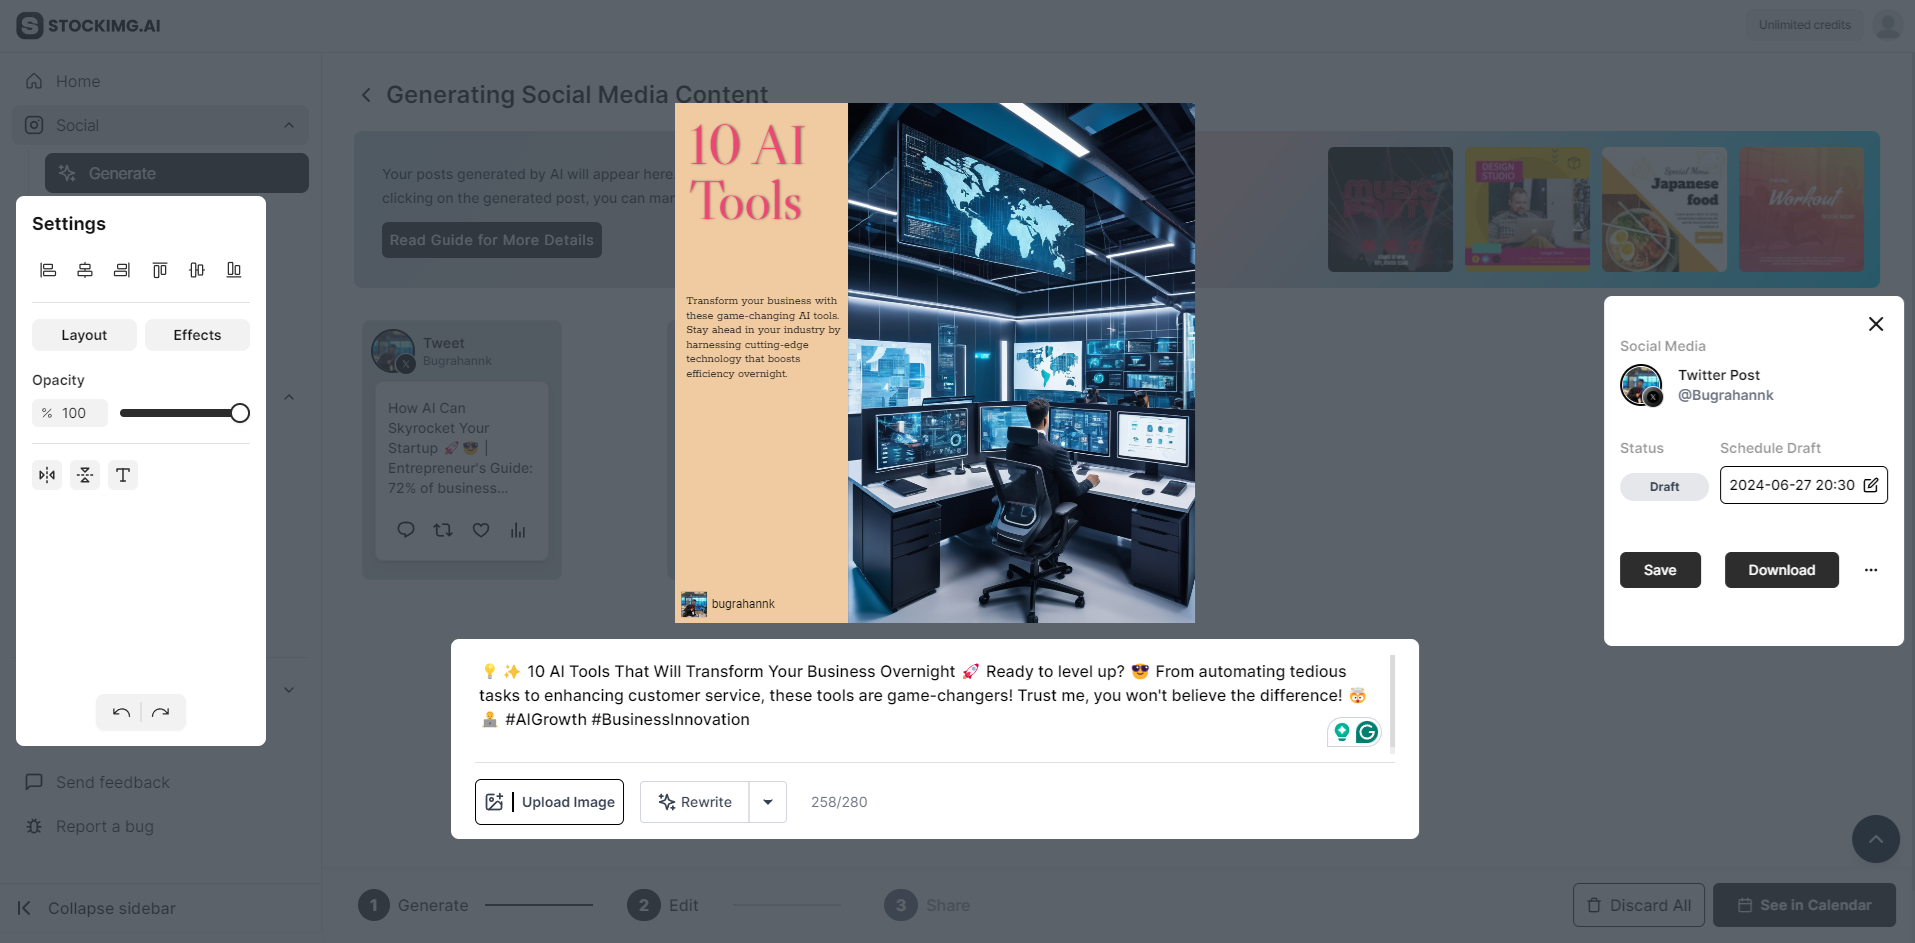 STOCKIMG.AI
Unlimited credits
Home
Social
Generate
Generating Social Media Content
Your posts generated by AI will appear here.
clicking on the generated post, you can
Read Guide for More Details
DESIGN
STUDIO
Special Menu
Japanese
food
Workout
Settings
Layout
Effects
Opacity
% 100
T
Tweet
Bugrahannk
How AI Can
Skyrocket Your
Startup 🚀😎 |
Entrepreneur's Guide:
72% of business...
10 AI
Tools
Transform your business with
these game-changing AI tools.
Stay ahead in your industry by
harnessing cutting-edge
technology that boosts
efficiency overnight.
bugrahannk
Social Media
Twitter Post
@Bugrahannk
Status
Schedule Draft
Draft
2024-06-27 20:30
Save
Download
💡✨ 10 AI Tools That Will Transform Your Business Overnight 🚀 Ready to level up? 😎 From automating tedious
tasks to enhancing customer service, these tools are game-changers! Trust me, you won't believe the difference! 🤯
🧑‍💻 #AIGrowth #BusinessInnovation
Upload Image
Rewrite
258/280
Send feedback
Report a bug
Collapse sidebar
1 Generate
2 Edit
3 Share
Discard All
See in Calendar